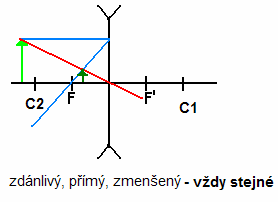 C2 F F' C1
zdánlivý, přímý, zmenšený - vždy stejné